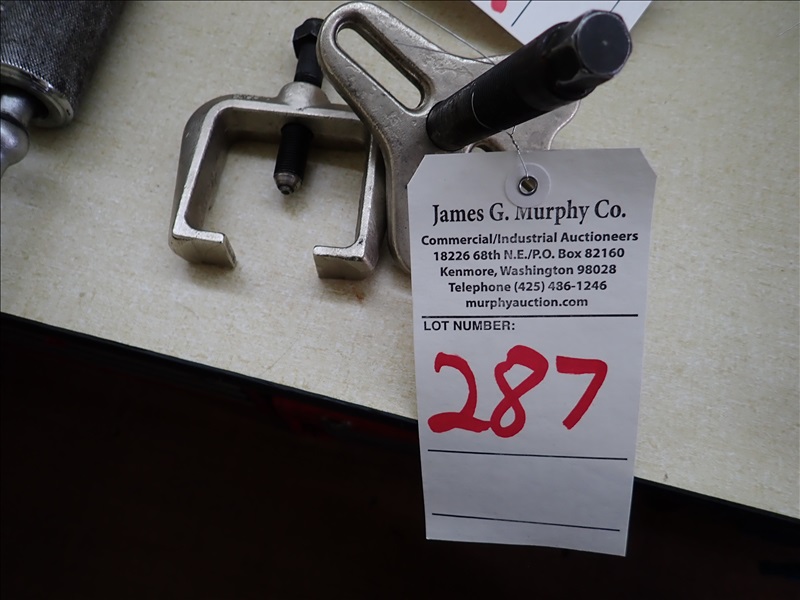 James G. Murphy Co.
Commercial/Industrial Auctioneers
18226 68th N.E./P.O. Box 82160
Kenmore, Washington 98028
Telephone (425) 486-1246
murphyauction.com
LOT NUMBER:
287